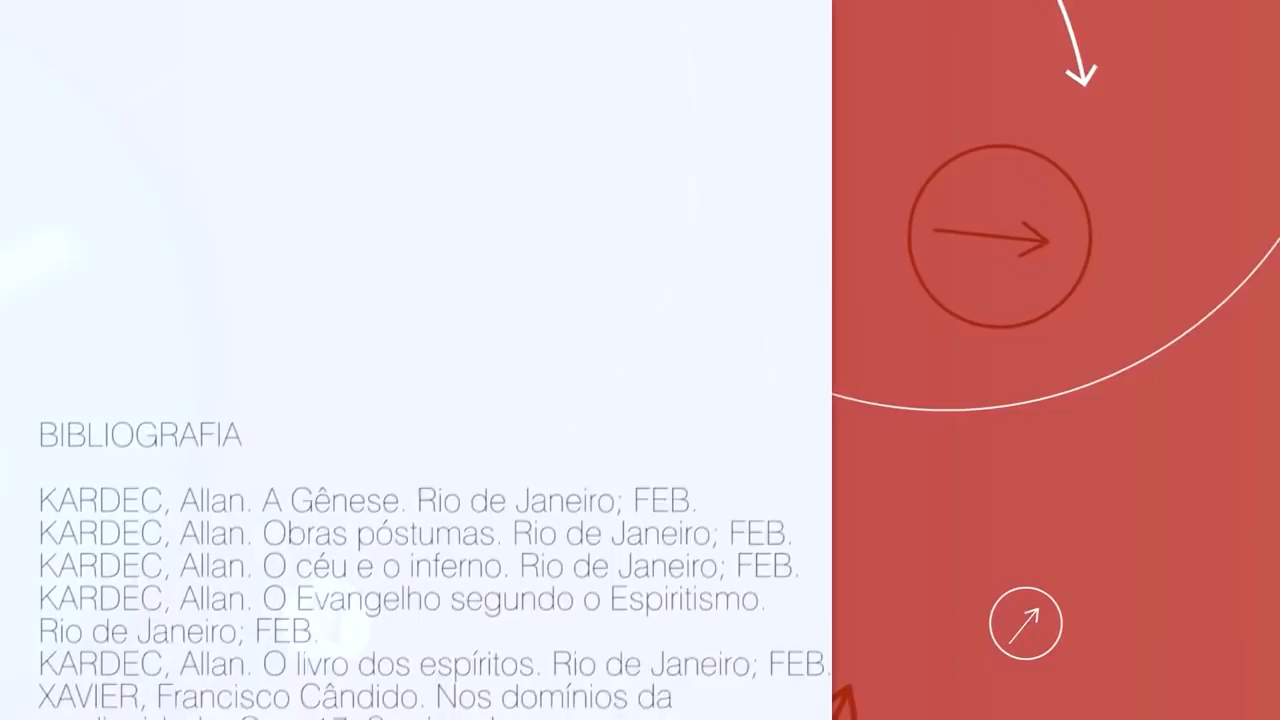 BIBLIOGRAFIA
KARDEC, Allan. A Gênese. Rio de Janeiro; FEB.
KARDEC, Allan. Obras póstumas. Rio de Janeiro; FEB.
KARDEC, Allan. O céu e o inferno. Rio de Janeiro; FEB.
KARDEC, Allan. O Evangelho segundo o Espiritismo.
Rio de Janeiro; FEB.
KARDEC, Allan. O livro dos espíritos. Rio de Janeiro; FEB.
XAVIER, Francisco Cândido. Nos domínios da